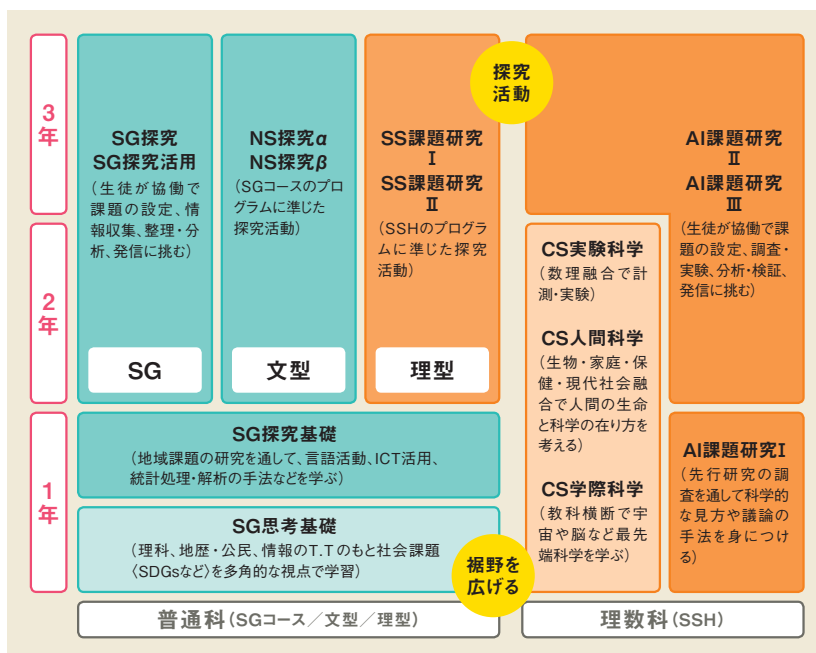 探究
活動
3
年
2
年
1
年
SG探究
SG探究活用
（生徒が協働で
課題の設定、情
報収集、整理・分
析、発信に挑む）
SG
NS探究α
NS探究β
（SGコースのプロ
グラムに準じた
探究活動）
文型
SS課題研究
Ⅰ
SS課題研究
Ⅱ
（SSHのプログラ
ムに準じた探究
活動）
理型
AI課題研究
Ⅱ
AI課題研究
Ⅲ
（生徒が協働で課
題の設定、調査・
実験、分析・検証、
発信に挑む）
CS実験科学
（数理融合で計
測・実験）
CS人間科学
（生物・家庭・保
健・現代社会融
合で人間の生命
と科学の在り方を
考える）
CS学際科学
（教科横断で宇
宙や脳など最先
端科学を学ぶ）
AI課題研究Ⅰ
（先行研究の調
査を通して科学的
な見方や議論の
手法を身につけ
る）
SG探究基礎
（地域課題の研究を通して、言語活動、ICT活用、
統計処理・解析の手法などを学ぶ）
SG思考基礎
（理科、地歴・公民、情報のT.Tのもと社会課題
〈SDGsなど〉を多角的な視点で学習）
裾野を
広げる
普通科（SGコース／文型／理型）
理数科（SSH）